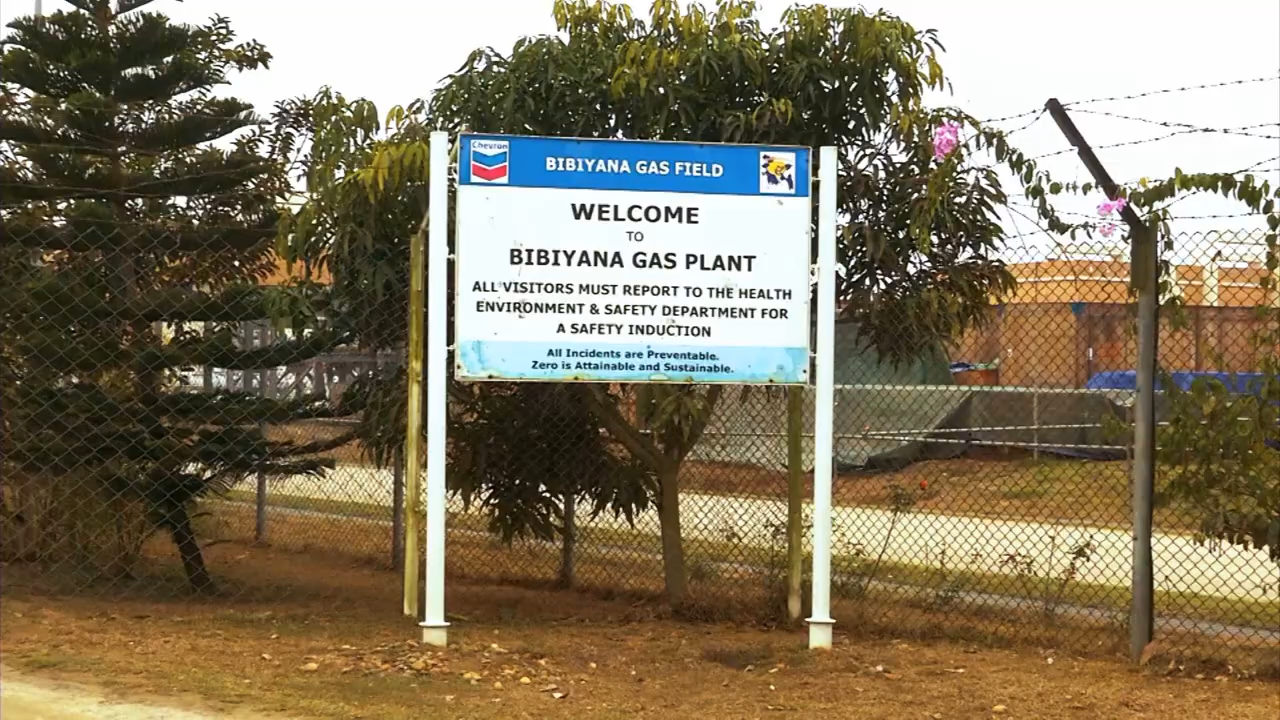 Chevron
BIBIYANA GAS FIELD
WELCOME
TO
BIBIYANA GAS PLANT
ALL VISITORS MUST REPORT TO THE HEALTH
ENVIRONMENT & SAFETY DEPARTMENT FOR
A SAFETY INDUCTION
All Incidents are Preventable.
Zero is Attainable and Sustainable.